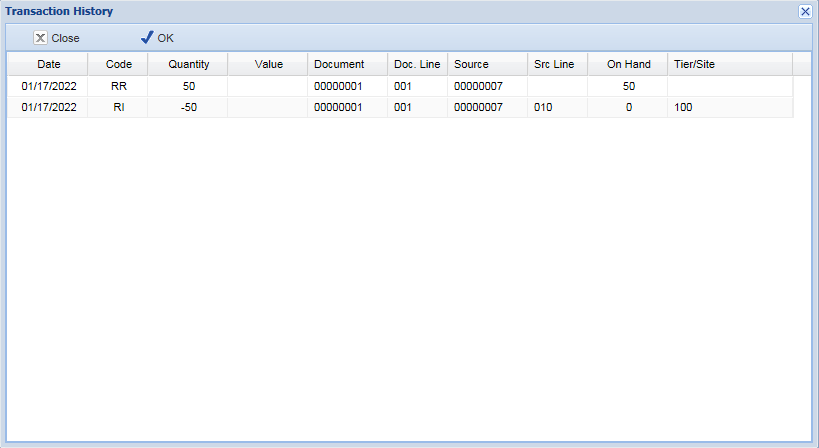 Transaction History
Close OK
Date Code Quantity Value Document Doc. Line Source Src Line On Hand Tier/Site
01/17/2022 RR 50 00000001 001 00000007 50
01/17/2022 RI -50 00000001 001 00000007 010 0 100